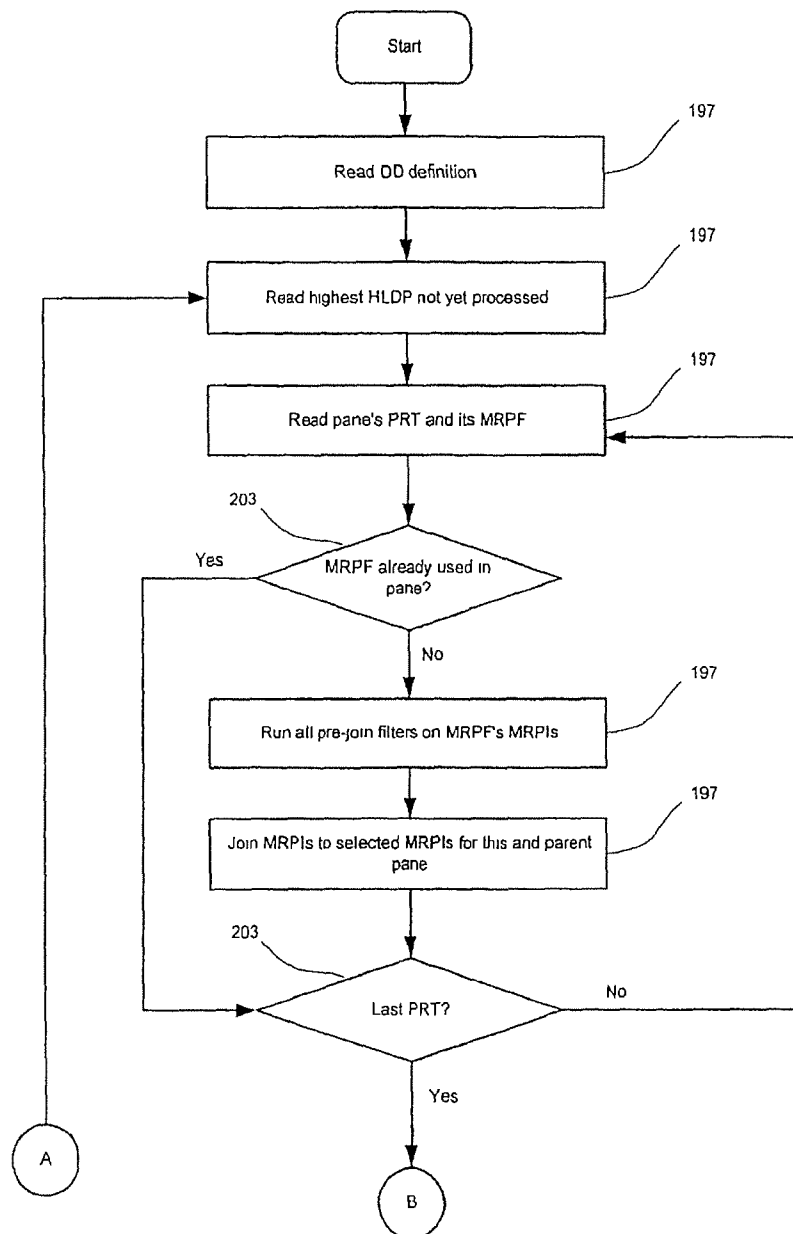 Start
197
Read DD definition
197
Read highest HLDP not yet processed
197
Read pane's PRT and its MRPF
203
Yes
MRPF already used in
pane?
No
197
Run all pre-join filters on MRPF's MRPIs
197
Join MRPIs to selected MRPIs for this and parent
pane
203
Last PRT?
No
Yes
A
B